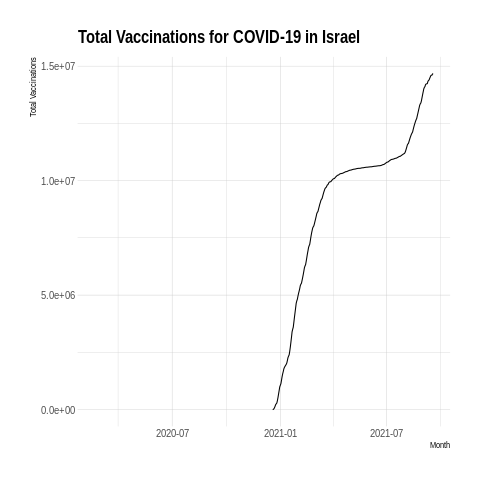 Total Vaccinations for COVID-19 in Israel
Total Vaccinations
1.5e+07
1.0e+07
5.0e+06
0.0e+00
2020-07 2021-01 2021-07
Month